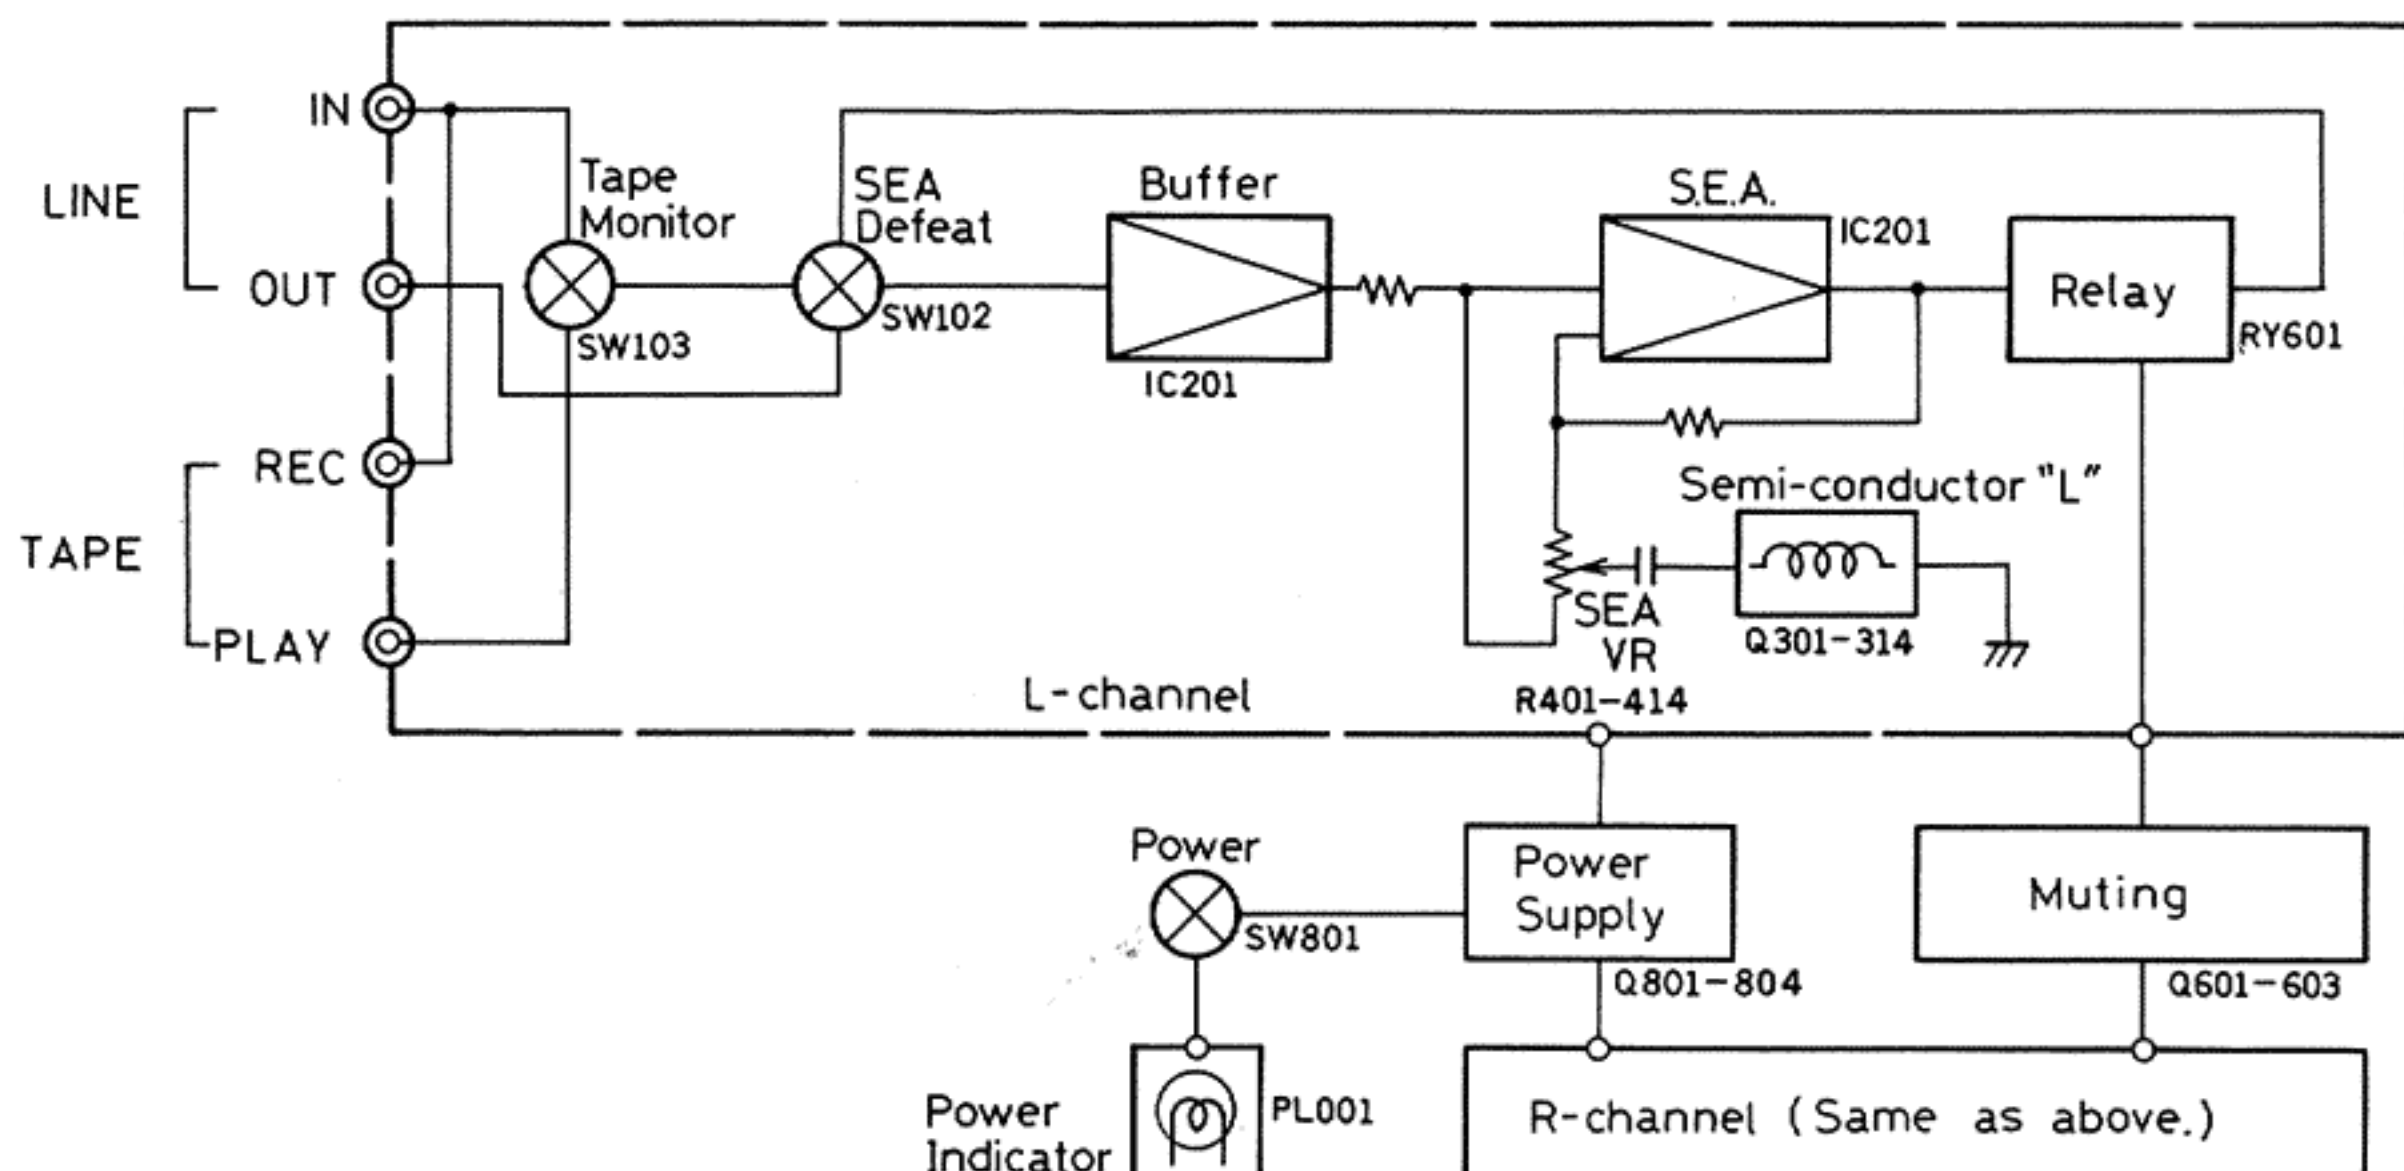 LINE
IN
OUT
TAPE
REC
PLAY
Tape
Monitor
SW103
SEA
Defeat
SW102
Buffer
IC201
S.E.A.
IC201
Relay
RY601
Semi-conductor "L"
Q301-314
SEA
VR
R401-414
L-channel
Power
SW801
Power
Supply
Q801-804
Muting
Q601-603
Power
Indicator
PL001
R-channel (Same as above.)